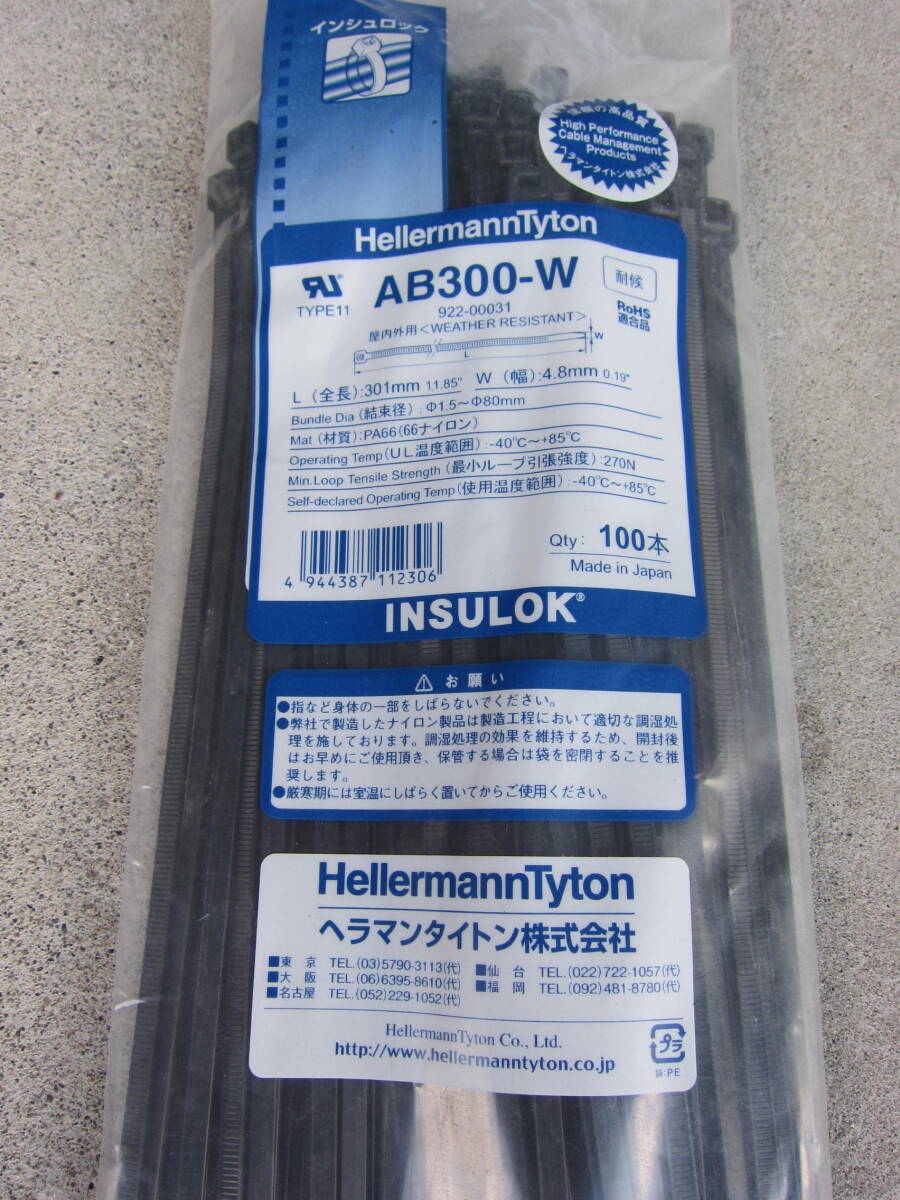 インシュロック
信頼の高品質
High Performance
Cable Management
Products
ヘラマンタイトン株式会社
HellermannTyton
TYPE11
AB300-W
耐候
922-00031
RoHS
適合品
屋内外用<WEATHER RESISTANT>
W
L
L (全長):301mm 11.85" W (幅):4.8mm 0.19"
Bundle Dia (結束径) : Φ1.5～Φ80mm
Mat (材質):PA66(66ナイロン)
Operating Temp(UL温度範囲):-40℃～+85℃
Min.Loop Tensile Strength (最小ループ引張強度):270N
Self-declared Operating Temp(使用温度範囲):-40℃～+85℃
Qty: 100本
Made in Japan
4 944387 112306
INSULOK®
⚠ お願い
●指など身体の一部をしばらないでください。
●弊社で製造したナイロン製品は製造工程において適切な調湿処
理を施しております。調湿処理の効果を維持するため、開封後
はお早めにご使用頂き、保管する場合は袋を密閉することを推
奨します。
●厳寒期には室温にしばらく置いてからご使用ください。
HellermannTyton
ヘラマンタイトン株式会社
■東京 TEL.(03)5790-3113(代) ■仙台 TEL.(022)722-1057(代)
■大阪 TEL.(06)6395-8610(代) ■福岡 TEL.(092)481-8780(代)
■名古屋 TEL.(052)229-1052(代)
HellermannTyton Co., Ltd.
http://www.hellermanntyton.co.jp
プラ
袋:PE